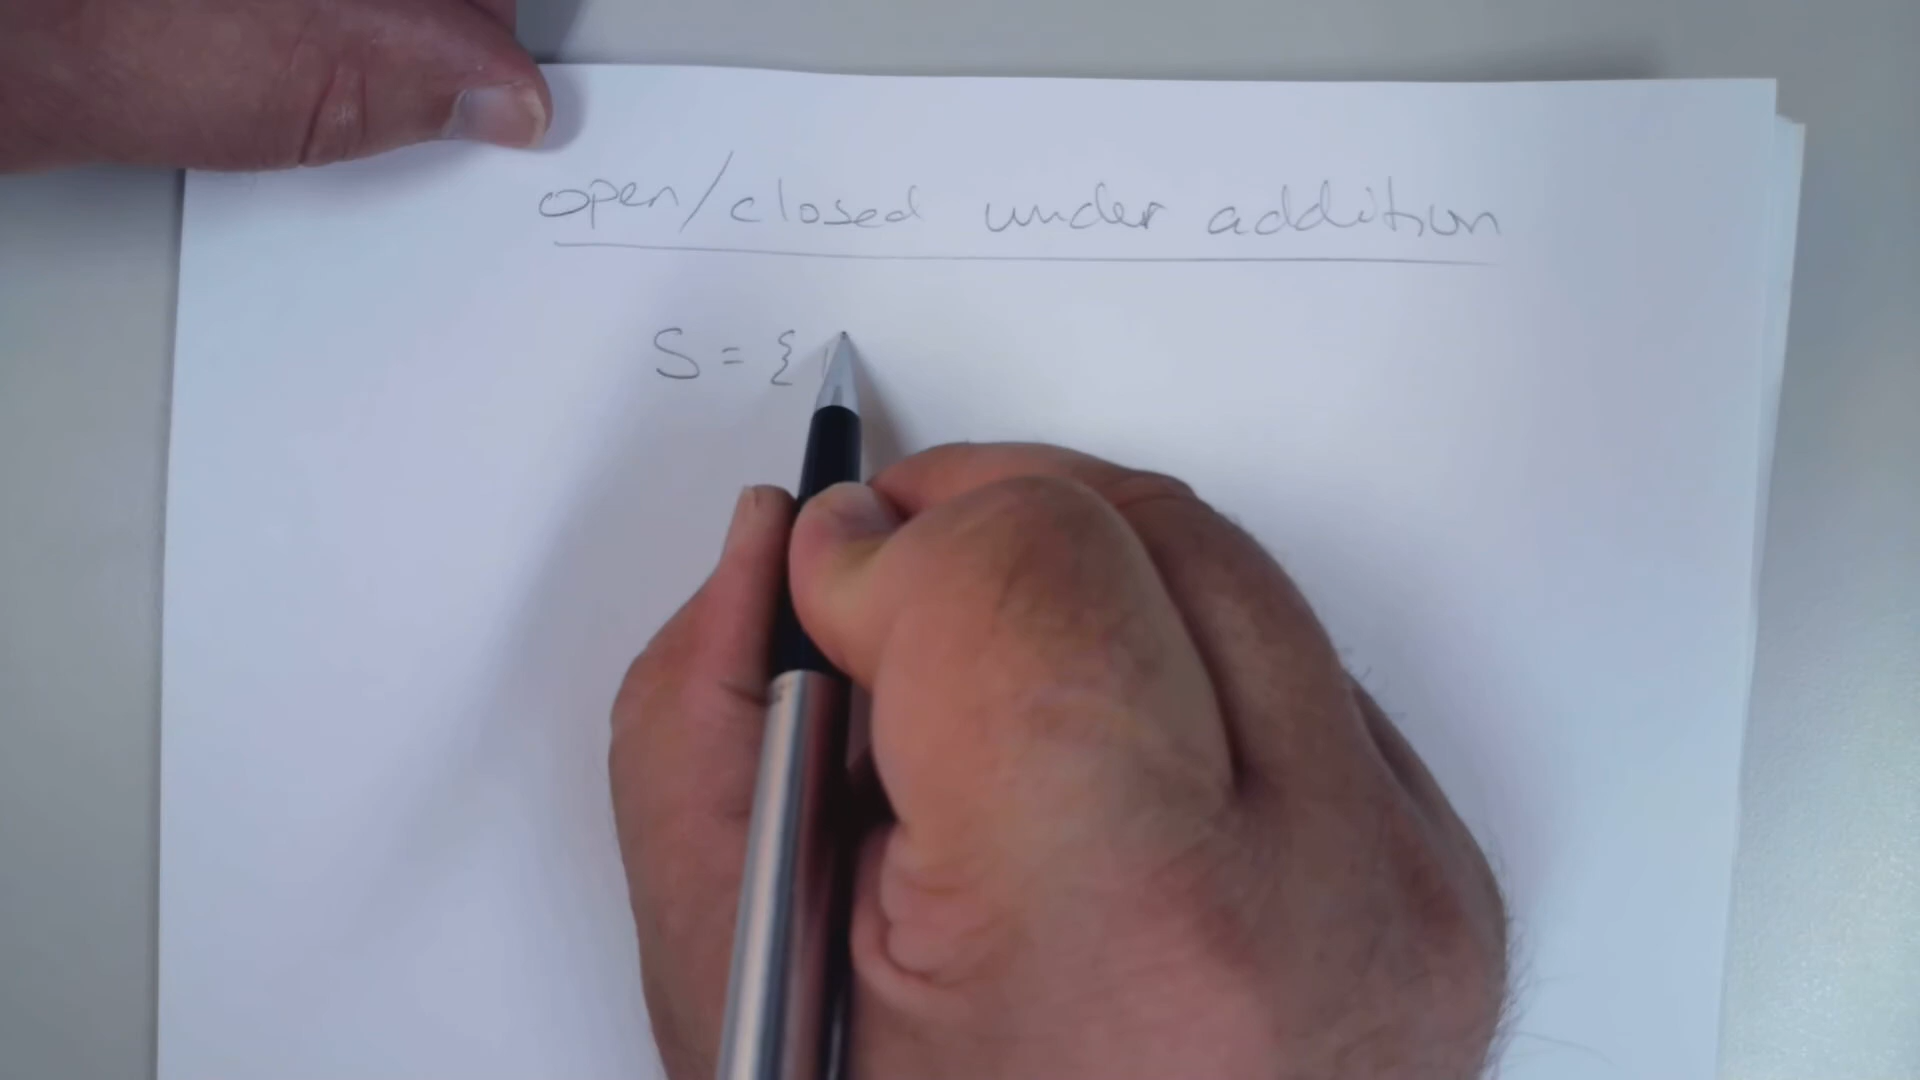 open/closed under addition
S = {